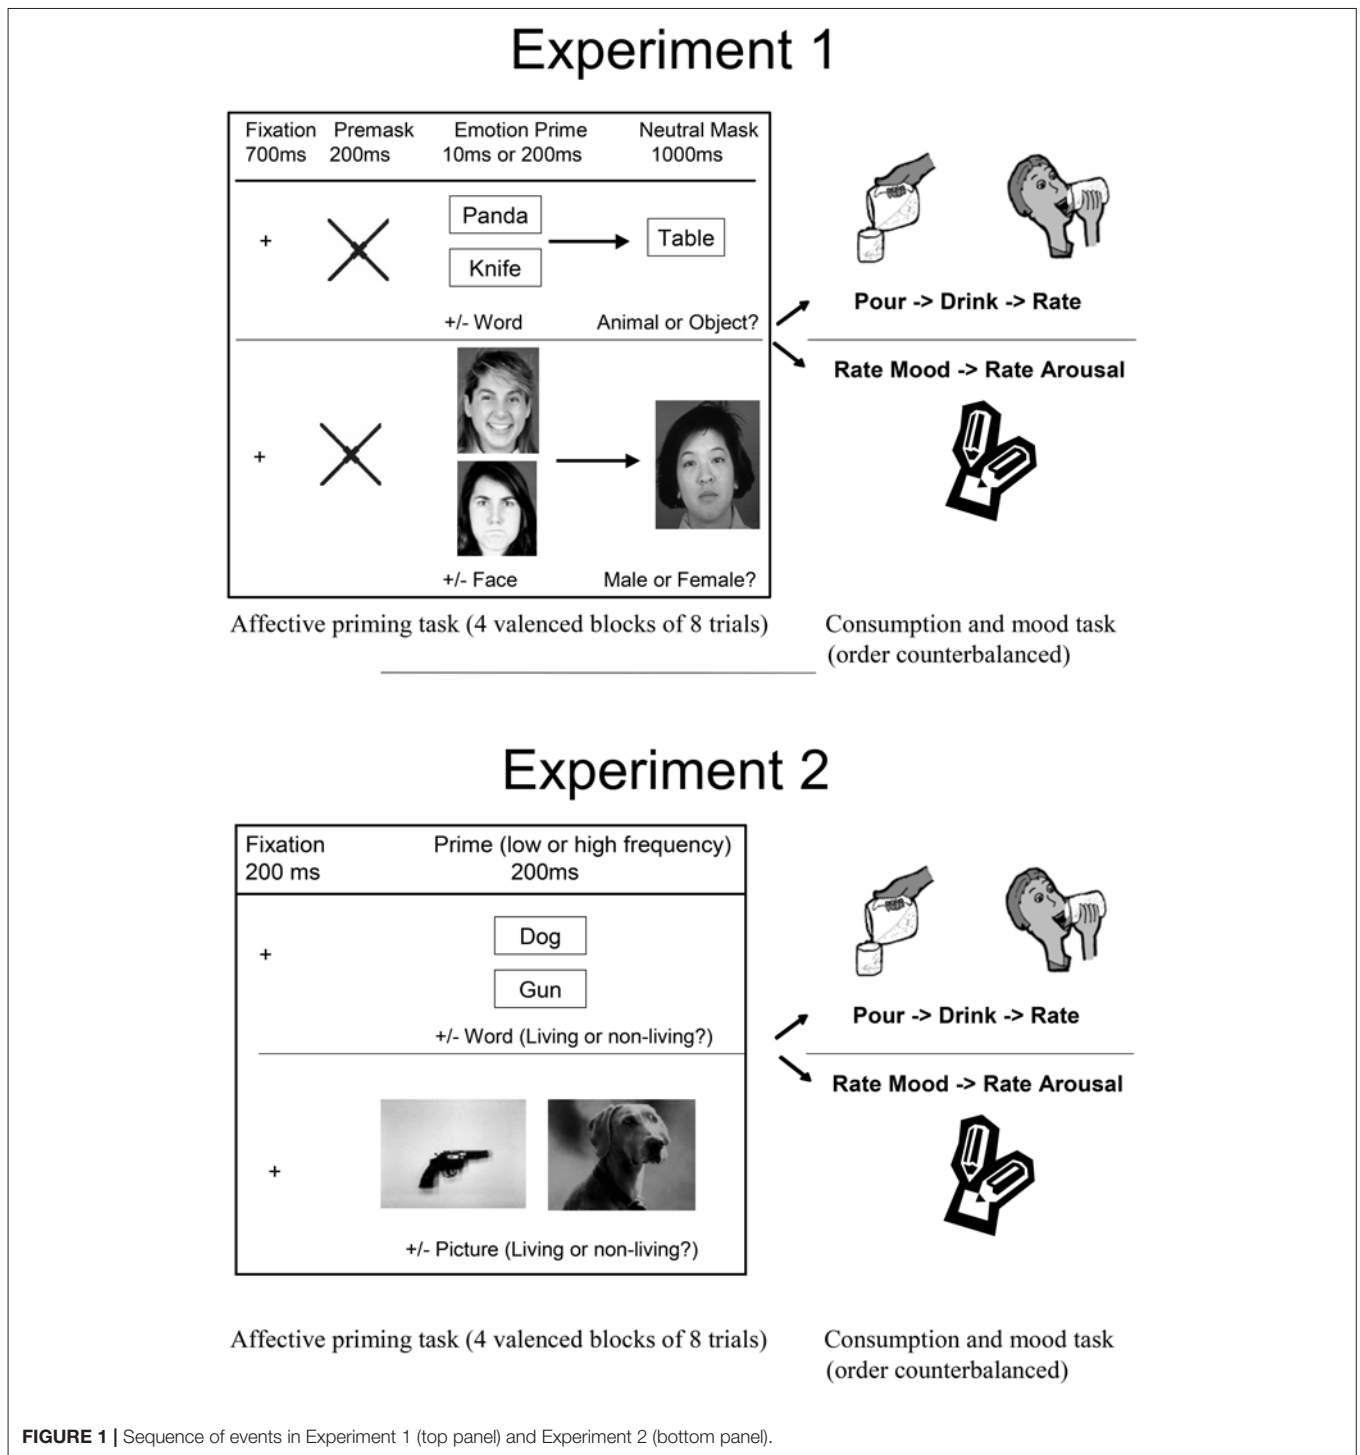 Experiment 1
Fixation Premask Emotion Prime Neutral Mask
700ms 200ms 10ms or 200ms 1000ms
+
Panda
Knife
Table
+/- Word Animal or Object?
Pour -> Drink -> Rate
Rate Mood -> Rate Arousal
+
+/- Face Male or Female?
Affective priming task (4 valenced blocks of 8 trials)
Consumption and mood task
(order counterbalanced)
Experiment 2
Fixation Prime (low or high frequency)
200 ms 200ms
+
Dog
Gun
+/- Word (Living or non-living?)
Pour -> Drink -> Rate
Rate Mood -> Rate Arousal
+
+/- Picture (Living or non-living?)
Affective priming task (4 valenced blocks of 8 trials)
Consumption and mood task
(order counterbalanced)
FIGURE 1 | Sequence of events in Experiment 1 (top panel) and Experiment 2 (bottom panel).